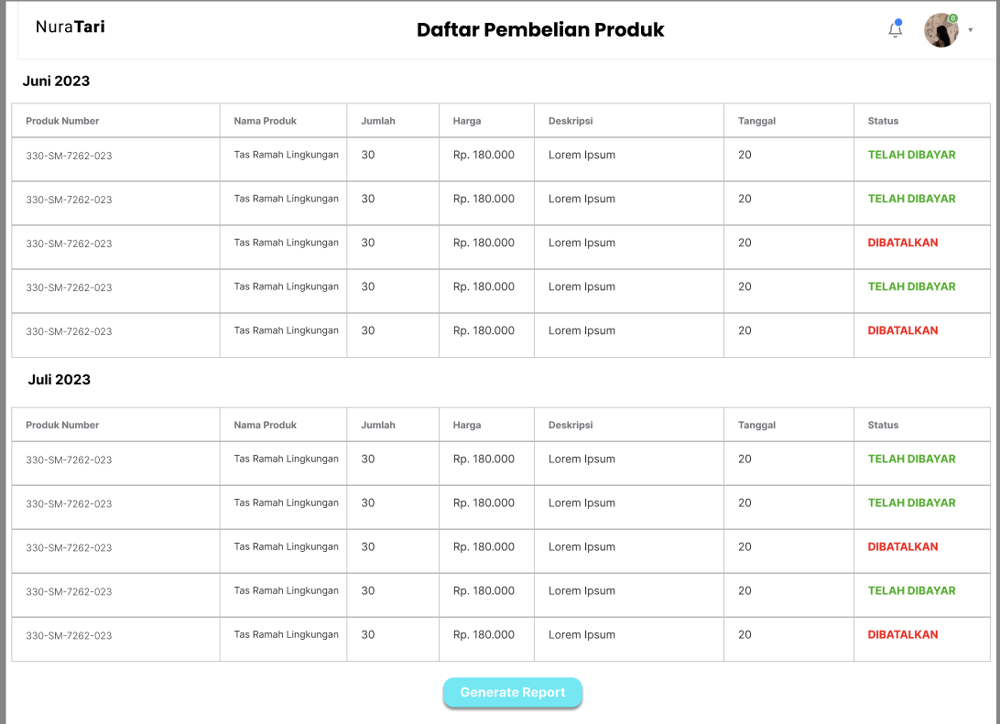 NuraTari
Daftar Pembelian Produk
0
Juni 2023
Produk Number Nama Produk Jumlah Harga Deskripsi Tanggal Status
330-SM-7262-023 Tas Ramah Lingkungan 30 Rp. 180.000 Lorem Ipsum 20 TELAH DIBAYAR
330-SM-7262-023 Tas Ramah Lingkungan 30 Rp. 180.000 Lorem Ipsum 20 TELAH DIBAYAR
330-SM-7262-023 Tas Ramah Lingkungan 30 Rp. 180.000 Lorem Ipsum 20 DIBATALKAN
330-SM-7262-023 Tas Ramah Lingkungan 30 Rp. 180.000 Lorem Ipsum 20 TELAH DIBAYAR
330-SM-7262-023 Tas Ramah Lingkungan 30 Rp. 180.000 Lorem Ipsum 20 DIBATALKAN
Juli 2023
Produk Number Nama Produk Jumlah Harga Deskripsi Tanggal Status
330-SM-7262-023 Tas Ramah Lingkungan 30 Rp. 180.000 Lorem Ipsum 20 TELAH DIBAYAR
330-SM-7262-023 Tas Ramah Lingkungan 30 Rp. 180.000 Lorem Ipsum 20 TELAH DIBAYAR
330-SM-7262-023 Tas Ramah Lingkungan 30 Rp. 180.000 Lorem Ipsum 20 DIBATALKAN
330-SM-7262-023 Tas Ramah Lingkungan 30 Rp. 180.000 Lorem Ipsum 20 TELAH DIBAYAR
330-SM-7262-023 Tas Ramah Lingkungan 30 Rp. 180.000 Lorem Ipsum 20 DIBATALKAN
Generate Report